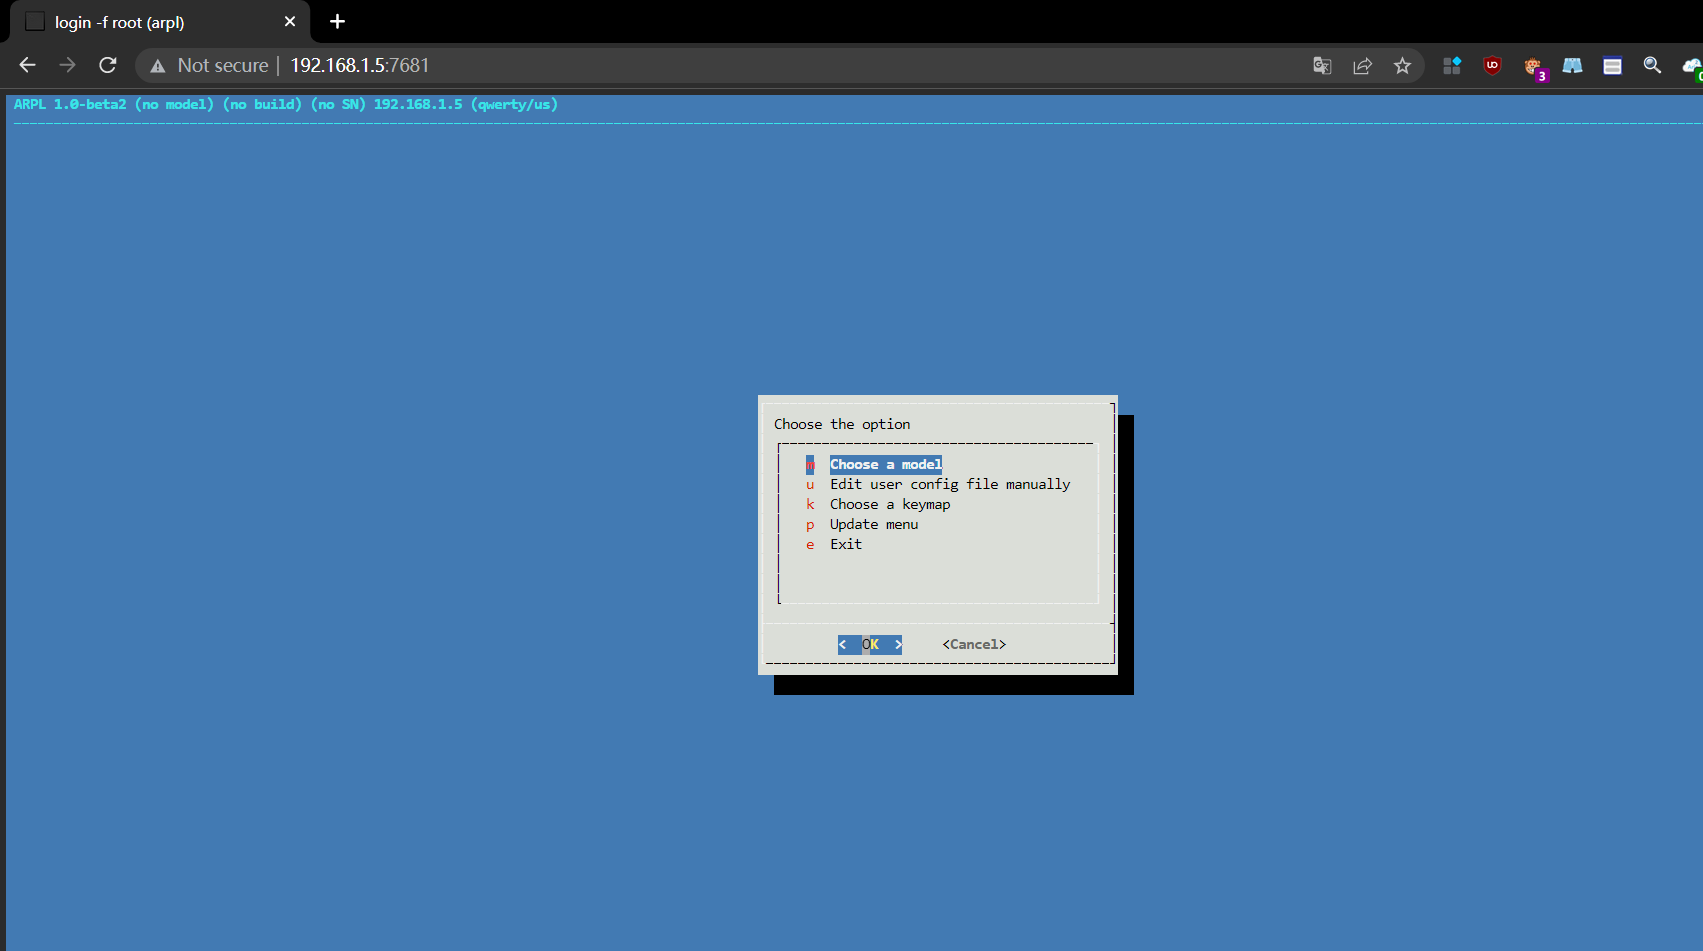 login -f root (arpl)
Not secure | 192.168.1.5:7681
UD
3
ARPL 1.0-beta2 (no model) (no build) (no SN) 192.168.1.5 (qwerty/us)
Choose the option
m Choose a model
u Edit user config file manually
k Choose a keymap
p Update menu
e Exit
< OK > <Cancel>